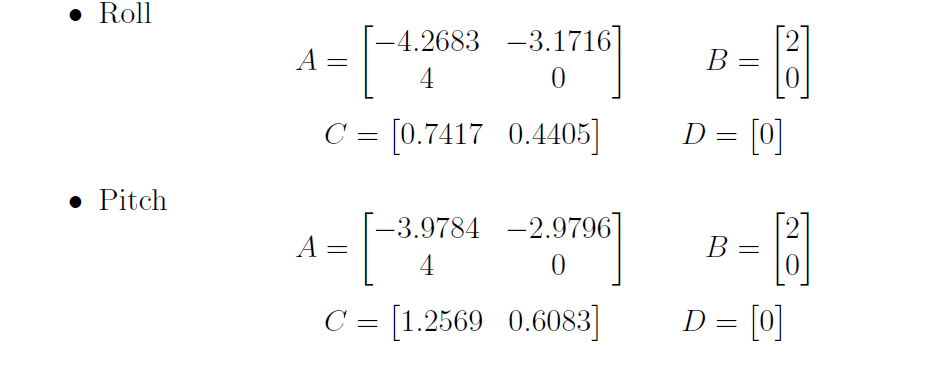 • Roll
A = [−4.2683 −3.1716; 4 0] B = [2; 0]
C = [0.7417 0.4405] D = [0]
• Pitch
A = [−3.9784 −2.9796; 4 0] B = [2; 0]
C = [1.2569 0.6083] D = [0]